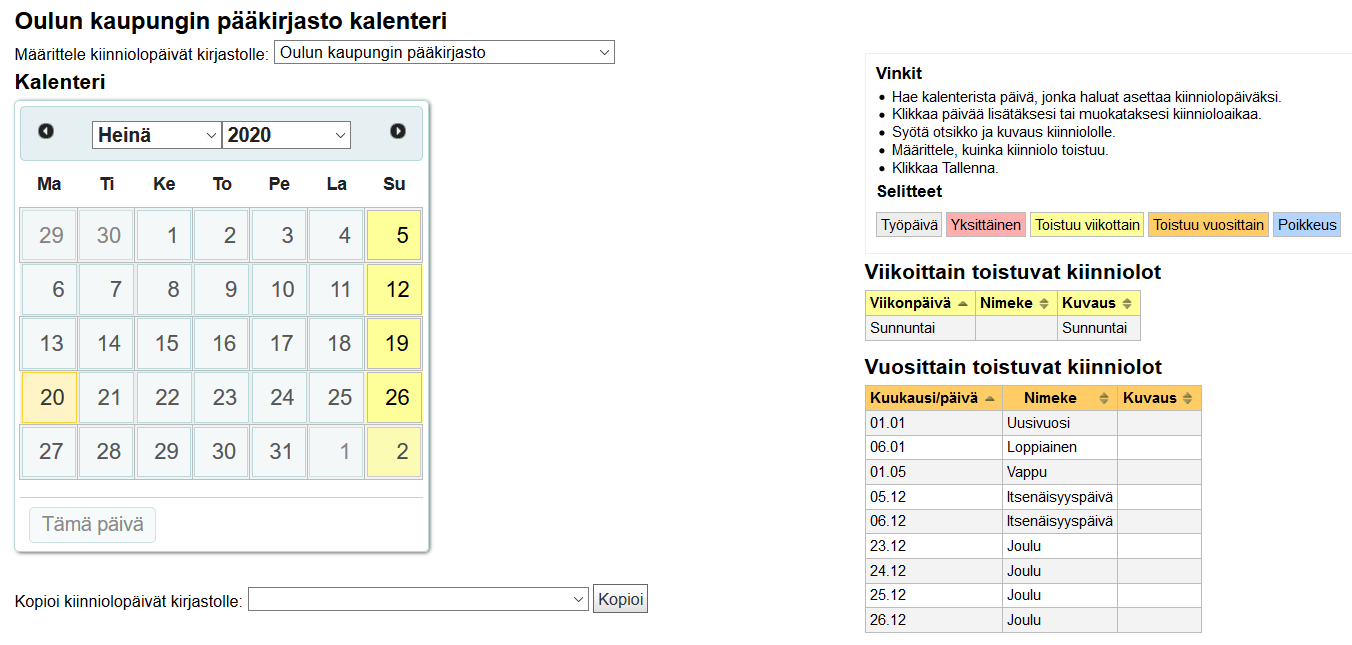 Oulun kaupungin pääkirjasto kalenteri
Määrittele kiinniolopäivät kirjastolle: Oulun kaupungin pääkirjasto
Kalenteri
Heinä 2020
Ma Ti Ke To Pe La Su
29 30 1 2 3 4 5
6 7 8 9 10 11 12
13 14 15 16 17 18 19
20 21 22 23 24 25 26
27 28 29 30 31 1 2
Tämä päivä
Kopioi kiinniolopäivät kirjastolle: Kopioi
Vinkit
• Hae kalenterista päivä, jonka haluat asettaa kiinniolopäiväksi.
• Klikkaa päivää lisätäksesi tai muokataksesi kiinnioloaikaa.
• Syötä otsikko ja kuvaus kiinniololle.
• Määrittele, kuinka kiinniolo toistuu.
• Klikkaa Tallenna.
Selitteet
Työpäivä Yksittäinen Toistuu viikottain Toistuu vuosittain Poikkeus
Viikoittain toistuvat kiinniolot
Viikonpäivä Nimeke Kuvaus
Sunnuntai Sunnuntai
Vuosittain toistuvat kiinniolot
Kuukausi/päivä Nimeke Kuvaus
01.01 Uusivuosi
06.01 Loppiainen
01.05 Vappu
05.12 Itsenäisyyspäivä
06.12 Itsenäisyyspäivä
23.12 Joulu
24.12 Joulu
25.12 Joulu
26.12 Joulu